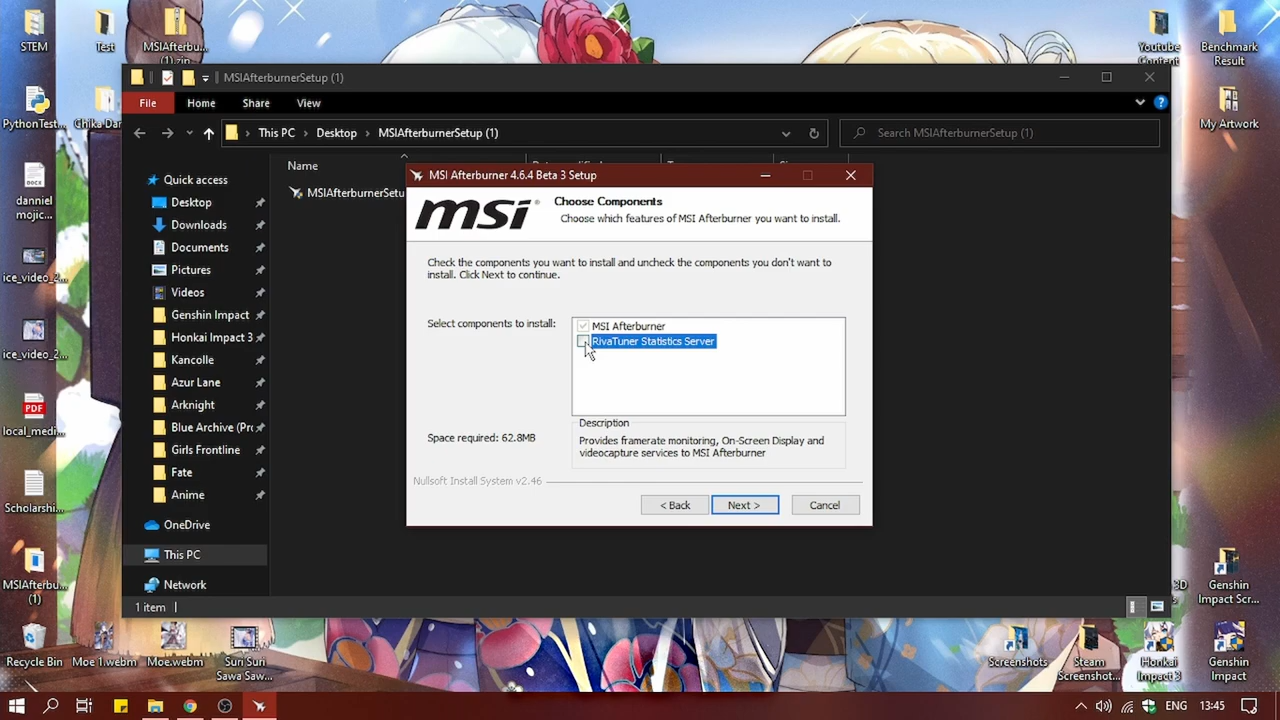 STEM
Test
MSIAfterbu...
(1).zip
Youtube
Content
Benchmark
Result
PythonTest...
Chika Da
My Artwork
danniel
mojic...
ice_video_2...
ice_video_2...
local_medi...
Scholarshi...
MSIAfterbu...
(1)
MSIAfterburnerSetup (1)
File
Home
Share
View
This PC > Desktop > MSIAfterburnerSetup (1)
Search MSIAfterburnerSetup (1)
Name
Quick access
Desktop
Downloads
Documents
Pictures
Videos
Genshin Impact
Honkai Impact 3
Kancolle
Azur Lane
Arknight
Blue Archive (Pro
Girls Frontline
Fate
Anime
OneDrive
This PC
Network
1 item
MSIAfterburnerSetu
MSI Afterburner 4.6.4 Beta 3 Setup
msi
Choose Components
Choose which features of MSI Afterburner you want to install.
Check the components you want to install and uncheck the components you don't want to
install. Click Next to continue.
Select components to install:
MSI Afterburner
RivaTuner Statistics Server
Space required: 62.8MB
Description
Provides framerate monitoring, On-Screen Display and
videocapture services to MSI Afterburner
Nullsoft Install System v2.46
< Back
Next >
Cancel
Genshin
Impact Scr...
Recycle Bin
Moe 1.webm
Moe.webm
Suri Suri
Sawa Saw...
Screenshots
Steam
Screenshot...
Honkai
Impact 3
Genshin
Impact
ENG
13:45